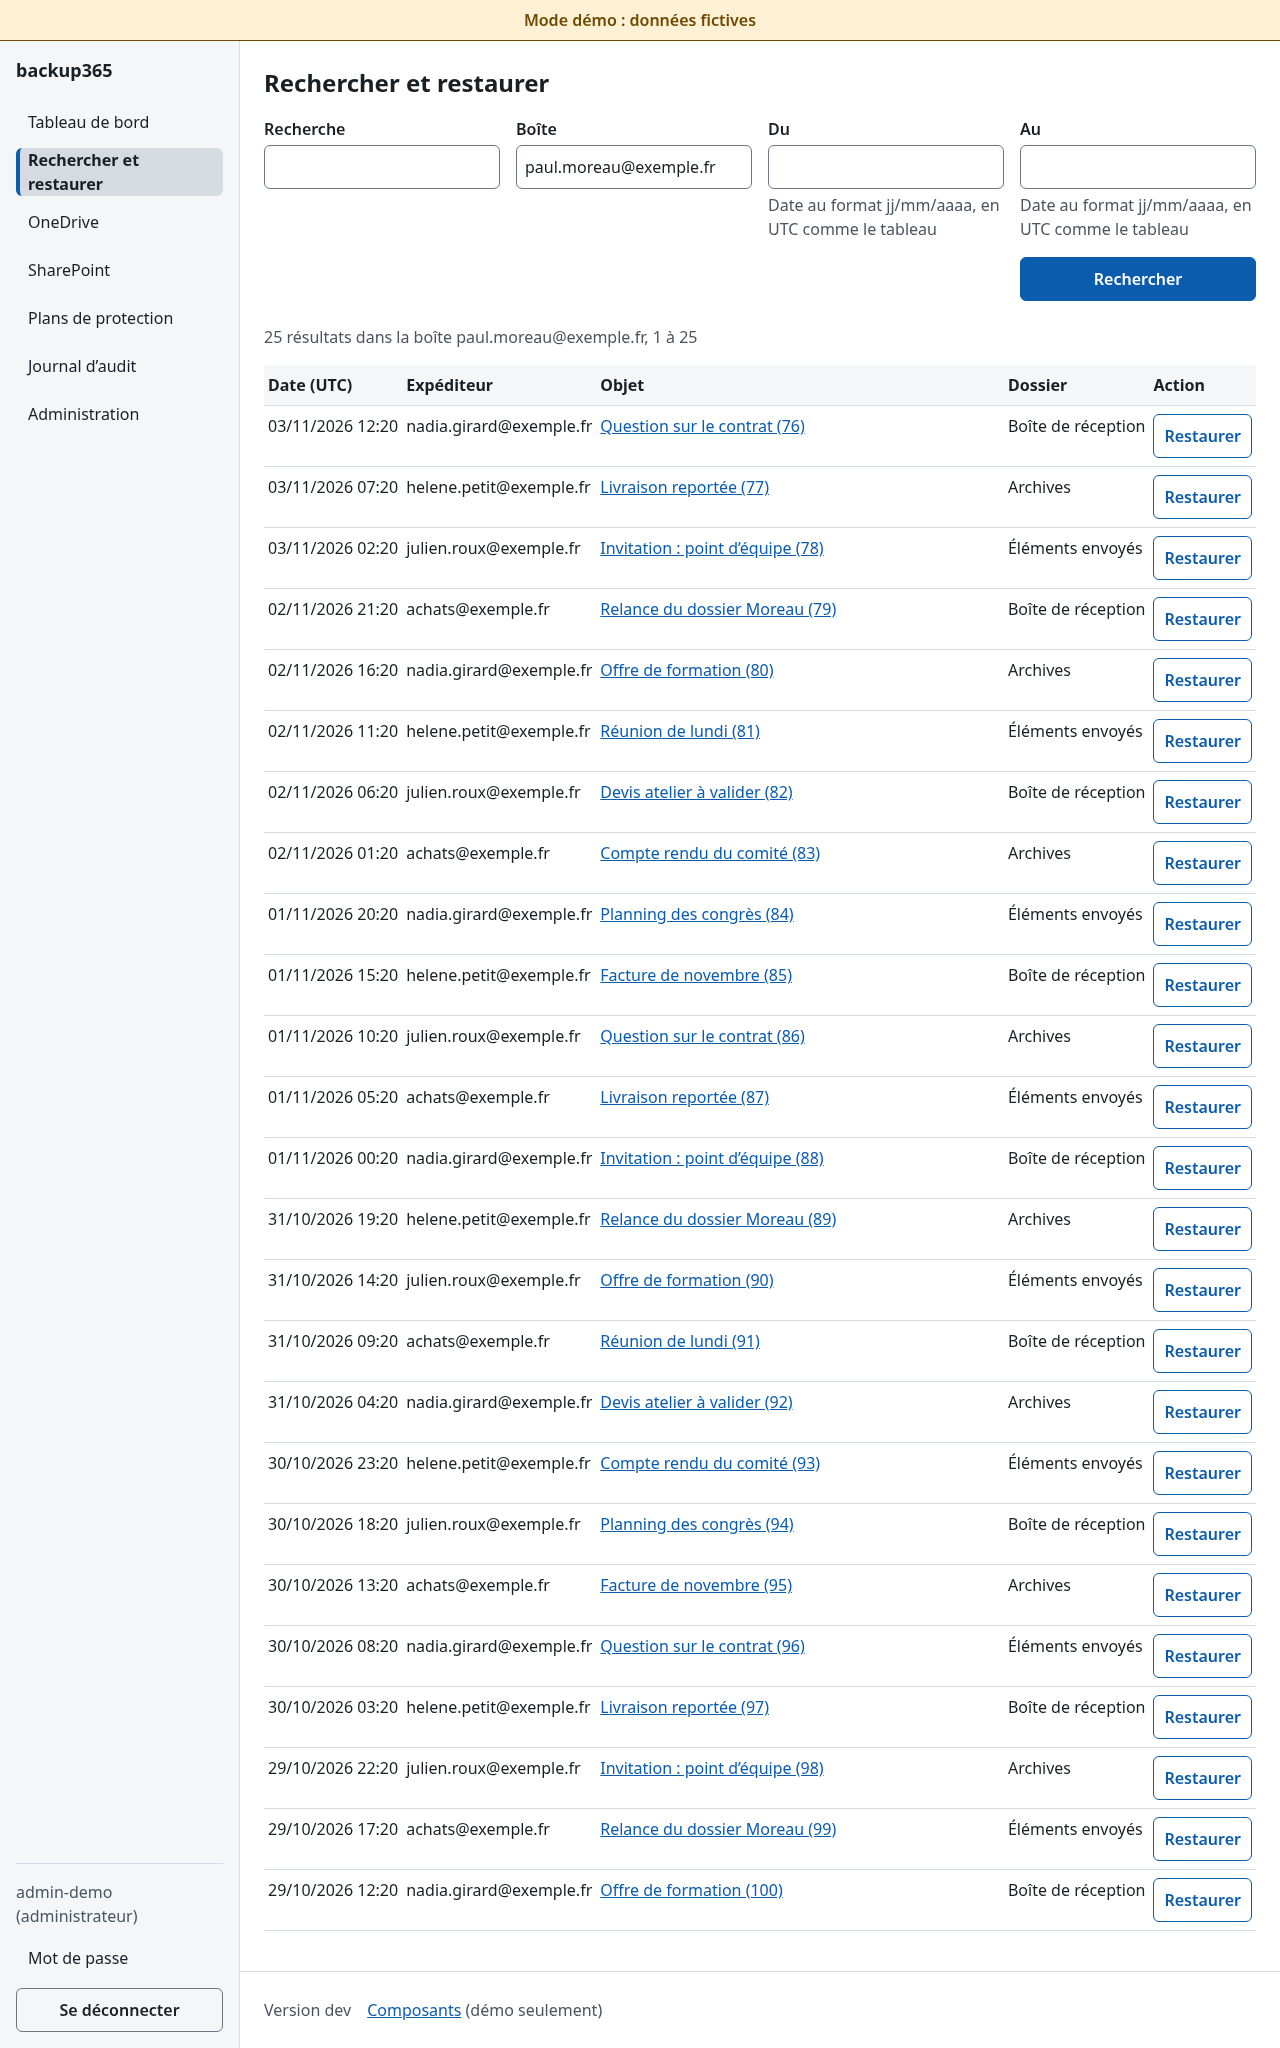 Mode démo : données fictives
backup365
Tableau de bord
Rechercher et
restaurer
OneDrive
SharePoint
Plans de protection
Journal d’audit
Administration
admin-demo
(administrateur)
Mot de passe
Se déconnecter
Rechercher et restaurer
Recherche Boîte Du Au
paul.moreau@exemple.fr
Date au format jj/mm/aaaa, en UTC comme le tableau
Date au format jj/mm/aaaa, en UTC comme le tableau
Rechercher
25 résultats dans la boîte paul.moreau@exemple.fr, 1 à 25
Date (UTC) Expéditeur Objet Dossier Action
03/11/2026 12:20 nadia.girard@exemple.fr Question sur le contrat (76) Boîte de réception Restaurer
03/11/2026 07:20 helene.petit@exemple.fr Livraison reportée (77) Archives Restaurer
03/11/2026 02:20 julien.roux@exemple.fr Invitation : point d’équipe (78) Éléments envoyés Restaurer
02/11/2026 21:20 achats@exemple.fr Relance du dossier Moreau (79) Boîte de réception Restaurer
02/11/2026 16:20 nadia.girard@exemple.fr Offre de formation (80) Archives Restaurer
02/11/2026 11:20 helene.petit@exemple.fr Réunion de lundi (81) Éléments envoyés Restaurer
02/11/2026 06:20 julien.roux@exemple.fr Devis atelier à valider (82) Boîte de réception Restaurer
02/11/2026 01:20 achats@exemple.fr Compte rendu du comité (83) Archives Restaurer
01/11/2026 20:20 nadia.girard@exemple.fr Planning des congrès (84) Éléments envoyés Restaurer
01/11/2026 15:20 helene.petit@exemple.fr Facture de novembre (85) Boîte de réception Restaurer
01/11/2026 10:20 julien.roux@exemple.fr Question sur le contrat (86) Archives Restaurer
01/11/2026 05:20 achats@exemple.fr Livraison reportée (87) Éléments envoyés Restaurer
01/11/2026 00:20 nadia.girard@exemple.fr Invitation : point d’équipe (88) Boîte de réception Restaurer
31/10/2026 19:20 helene.petit@exemple.fr Relance du dossier Moreau (89) Archives Restaurer
31/10/2026 14:20 julien.roux@exemple.fr Offre de formation (90) Éléments envoyés Restaurer
31/10/2026 09:20 achats@exemple.fr Réunion de lundi (91) Boîte de réception Restaurer
31/10/2026 04:20 nadia.girard@exemple.fr Devis atelier à valider (92) Archives Restaurer
30/10/2026 23:20 helene.petit@exemple.fr Compte rendu du comité (93) Éléments envoyés Restaurer
30/10/2026 18:20 julien.roux@exemple.fr Planning des congrès (94) Boîte de réception Restaurer
30/10/2026 13:20 achats@exemple.fr Facture de novembre (95) Archives Restaurer
30/10/2026 08:20 nadia.girard@exemple.fr Question sur le contrat (96) Éléments envoyés Restaurer
30/10/2026 03:20 helene.petit@exemple.fr Livraison reportée (97) Boîte de réception Restaurer
29/10/2026 22:20 julien.roux@exemple.fr Invitation : point d’équipe (98) Archives Restaurer
29/10/2026 17:20 achats@exemple.fr Relance du dossier Moreau (99) Éléments envoyés Restaurer
29/10/2026 12:20 nadia.girard@exemple.fr Offre de formation (100) Boîte de réception Restaurer
Version dev Composants (démo seulement)